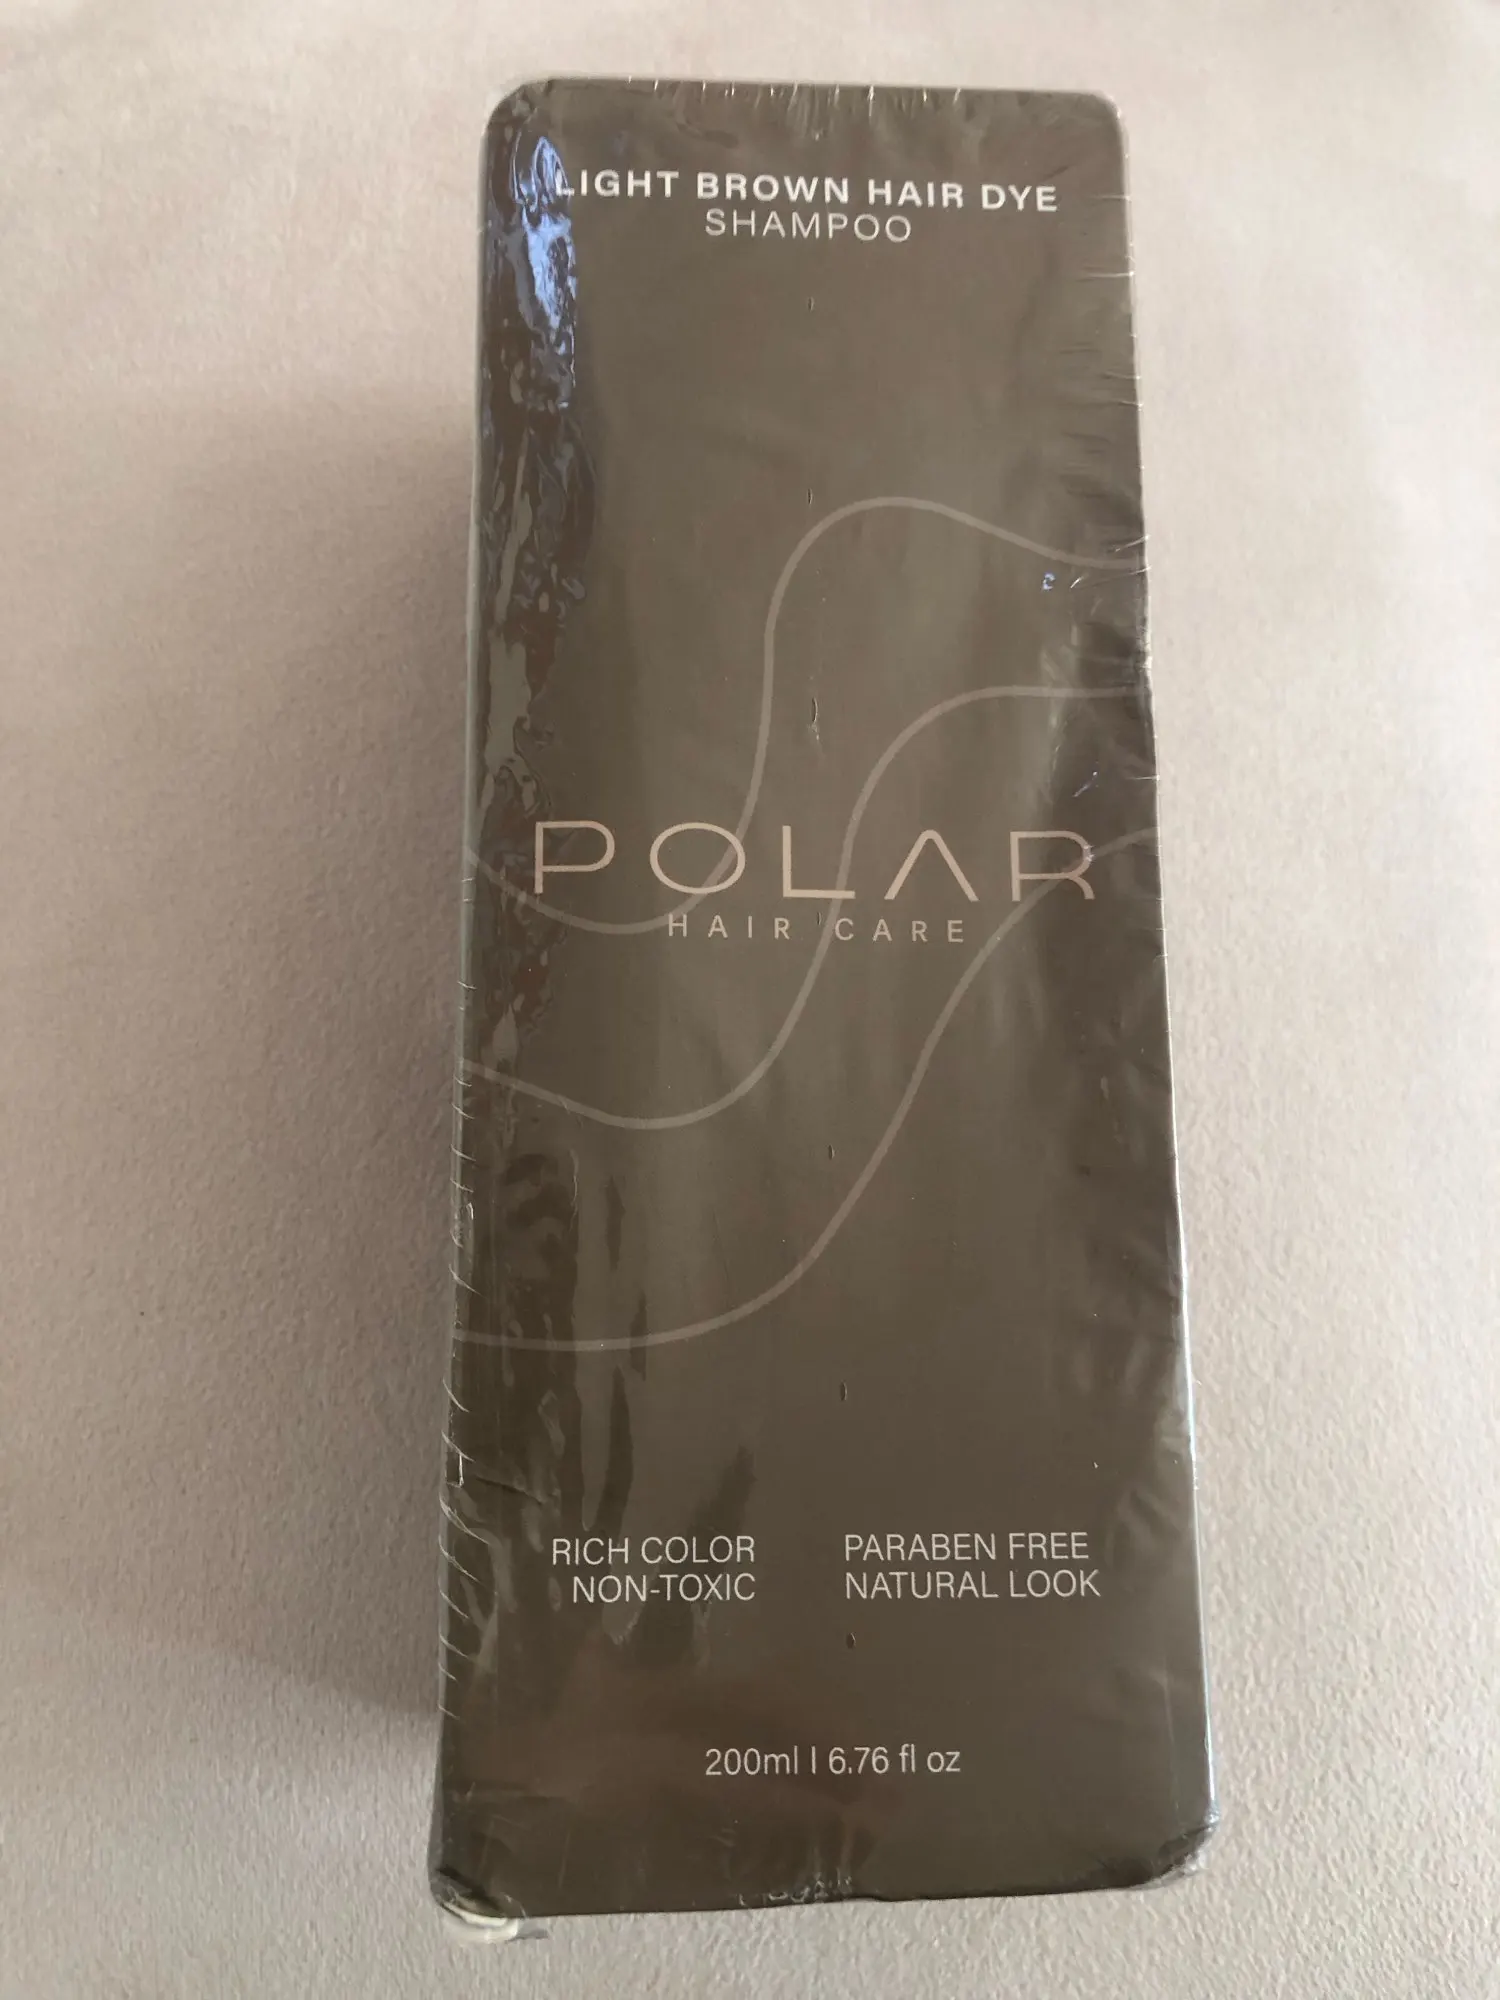 LIGHT BROWN HAIR DYE
SHAMPOO
POLAR
HAIR CARE
RICH COLOR
NON-TOXIC
PARABEN FREE
NATURAL LOOK
200ml | 6.76 fl oz